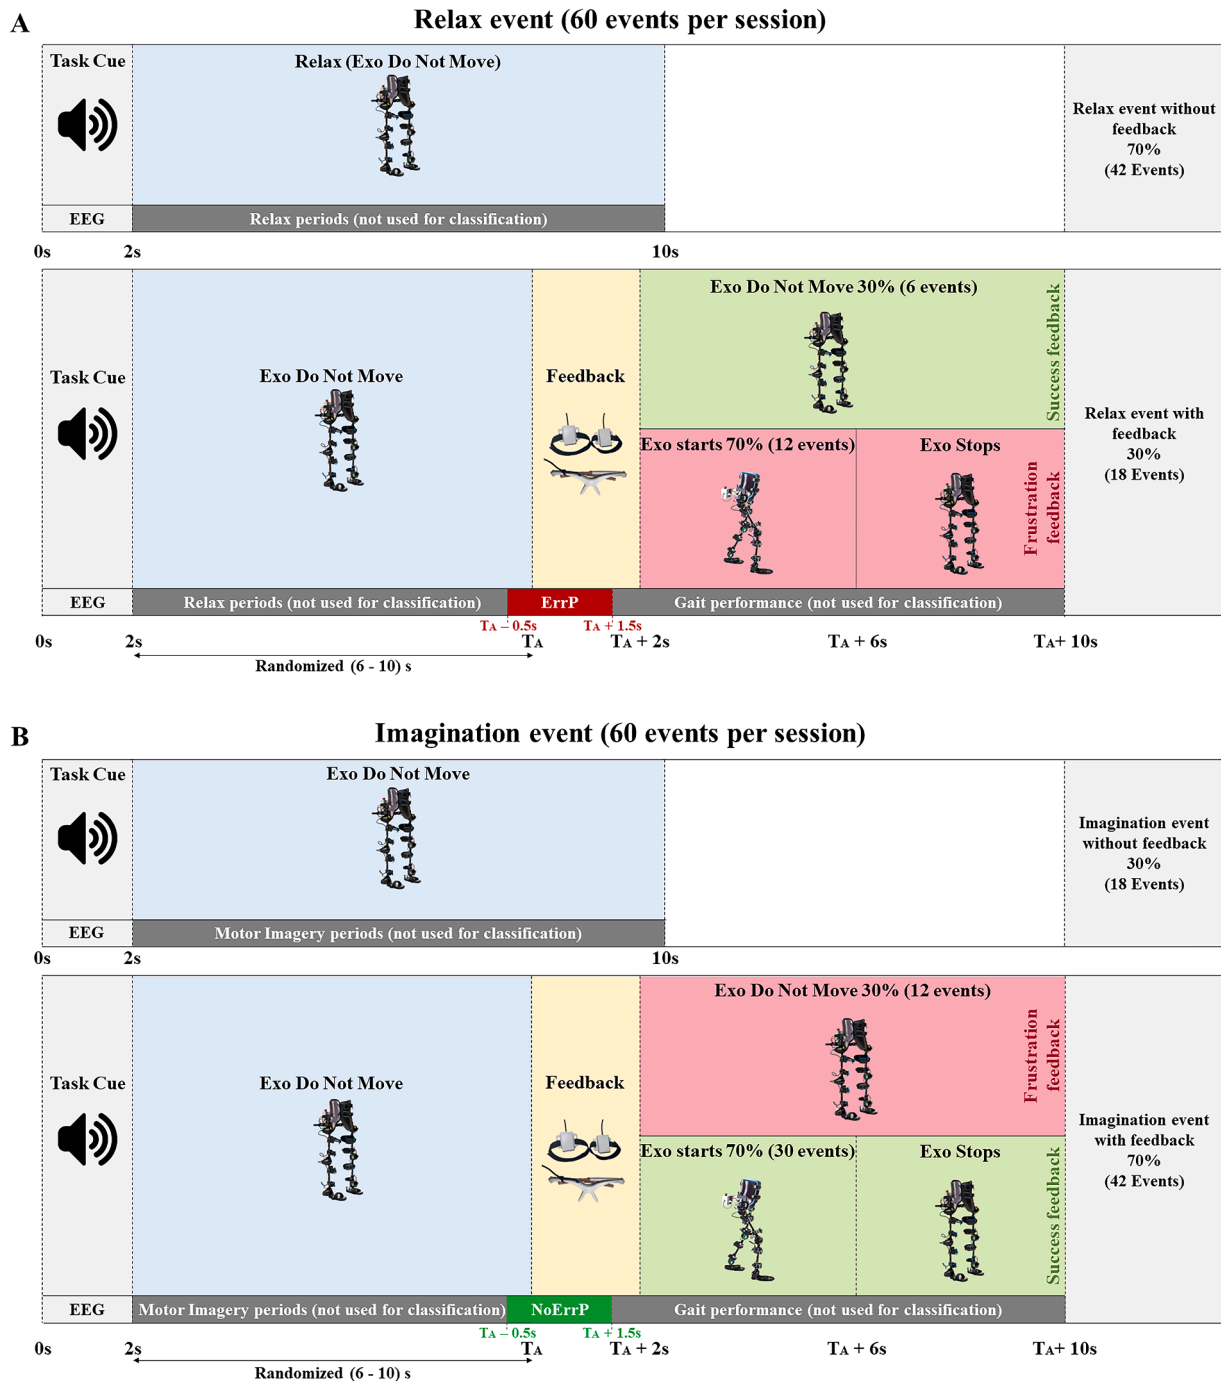 A
Relax event (60 events per session)
Task Cue
Relax (Exo Do Not Move)
Relax event without
feedback
70%
(42 Events)
EEG
Relax periods (not used for classification)
0s
2s
10s
Task Cue
Exo Do Not Move
Feedback
Exo Do Not Move 30% (6 events)
Success feedback
Exo starts 70% (12 events)
Exo Stops
Frustration
feedback
Relax event with
feedback
30%
(18 Events)
EEG
Relax periods (not used for classification)
ErrP
Gait performance (not used for classification)
TA – 0.5s
TA + 1.5s
0s
2s
TA
TA + 2s
TA + 6s
TA+ 10s
Randomized (6 - 10) s
B
Imagination event (60 events per session)
Task Cue
Exo Do Not Move
Imagination event
without feedback
30%
(18 Events)
EEG
Motor Imagery periods (not used for classification)
0s
2s
10s
Task Cue
Exo Do Not Move
Feedback
Exo Do Not Move 30% (12 events)
Frustration
feedback
Exo starts 70% (30 events)
Exo Stops
Success feedback
Imagination event
with feedback
70%
(42 Events)
EEG
Motor Imagery periods (not used for classification)
NoErrP
Gait performance (not used for classification)
TA – 0.5s
TA + 1.5s
0s
2s
TA
TA + 2s
TA + 6s
TA+ 10s
Randomized (6 - 10) s